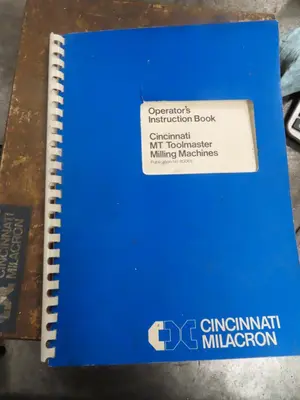 Operator's
Instruction Book
Cincinnati
MT Toolmaster
Milling Machines
CINCINNATI
MILACRON
CINCINNATI
MILACRON